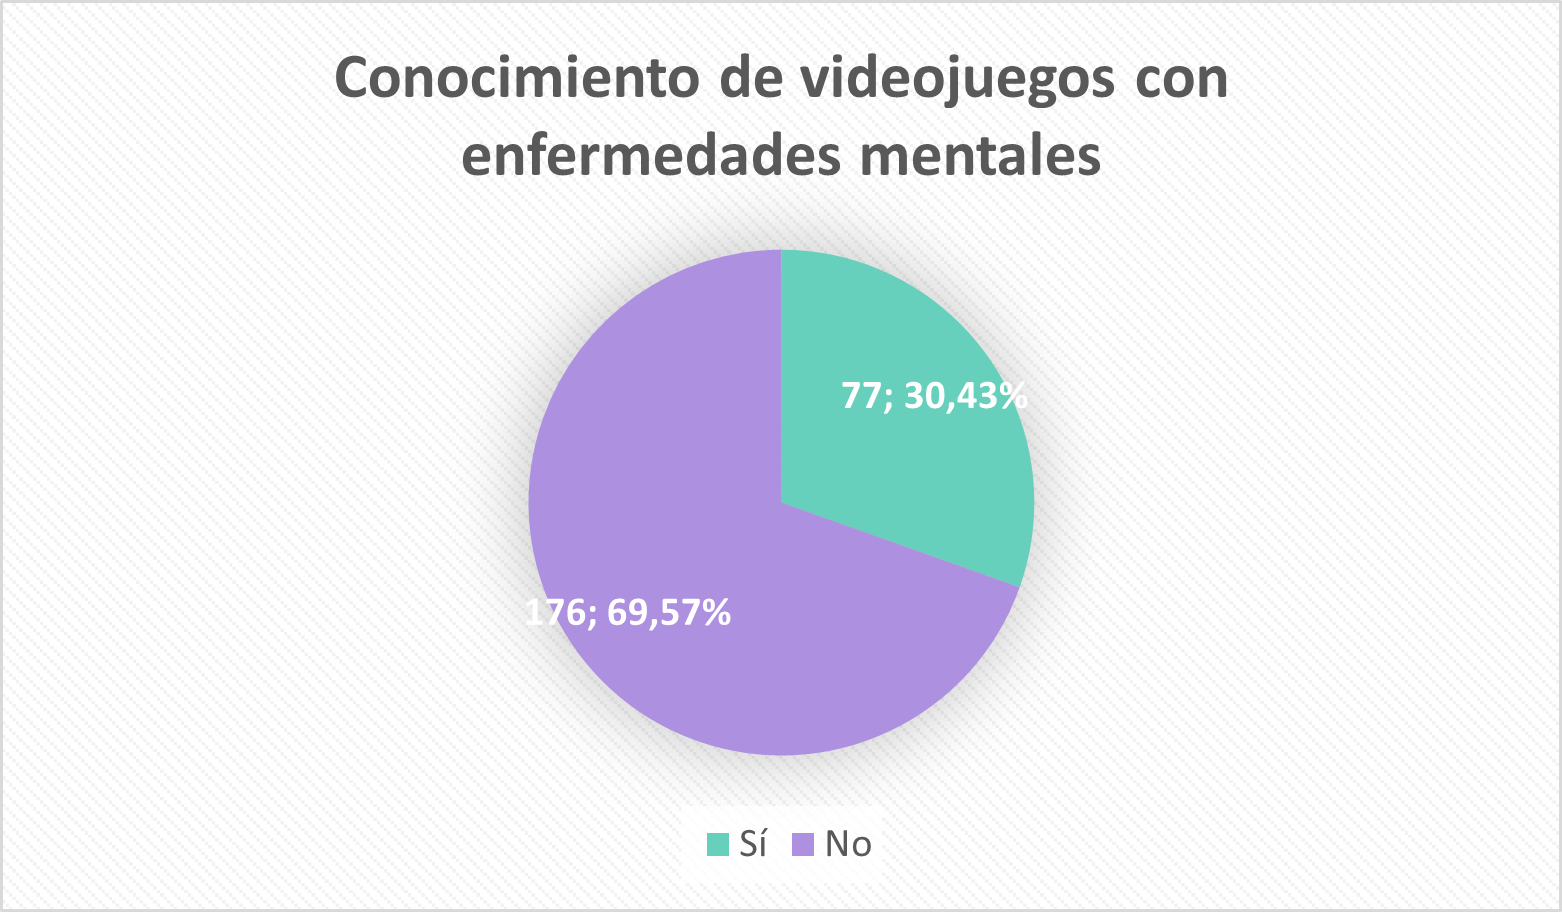 Conocimiento de videojuegos con
enfermedades mentales
77; 30,43%
176; 69,57%
Sí No